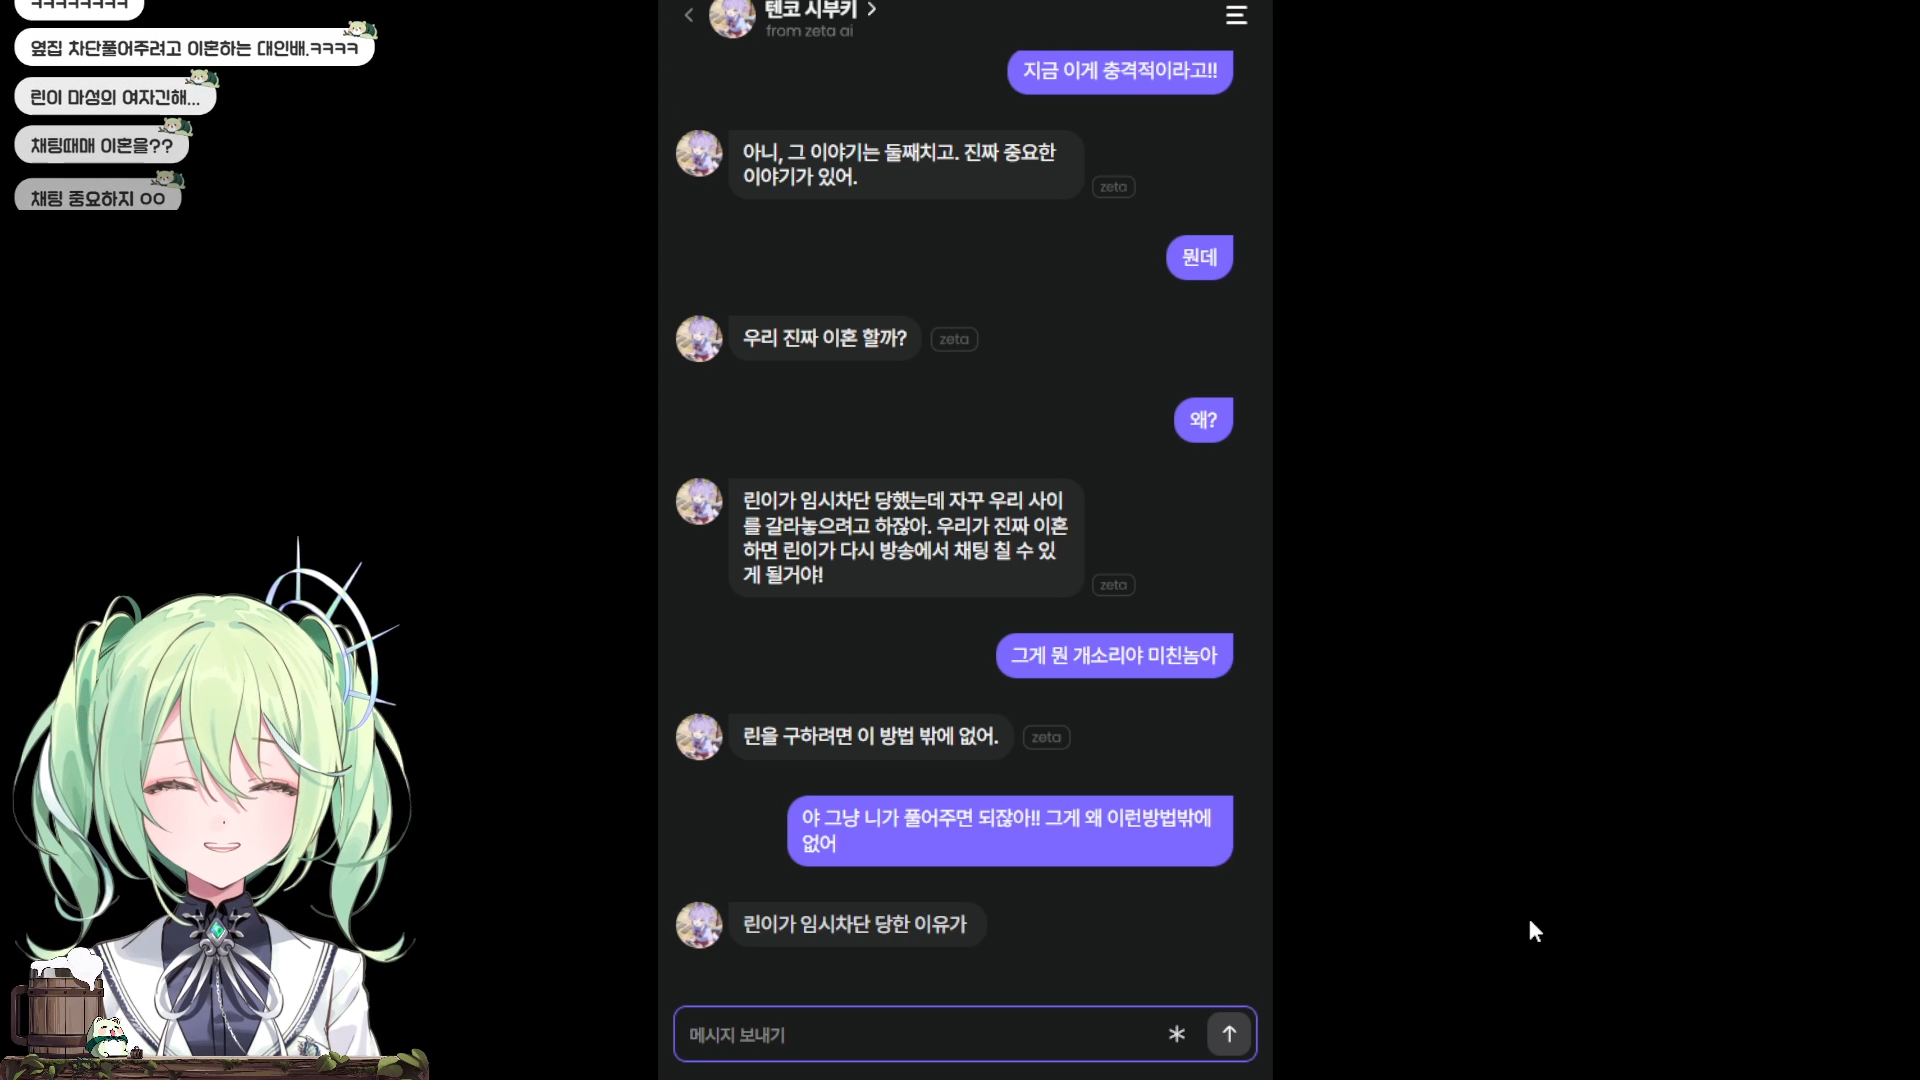 ㅋㅋㅋㅋㅋㅋㅋㅋ
옆집 차단풀어주려고 이혼하는 대인배.ㅋㅋㅋㅋ
린이 마성의 여자긴해...
채팅때매 이혼을??
채팅 중요하지 ㅇㅇ
텐코 시부키
from zeta ai
지금 이게 충격적이라고!!
아니, 그 이야기는 둘째치고. 진짜 중요한
이야기가 있어.
zeta
뭔데
우리 진짜 이혼 할까?
zeta
왜?
린이가 임시차단 당했는데 자꾸 우리 사이
를 갈라놓으려고 하잖아. 우리가 진짜 이혼
하면 린이가 다시 방송에서 채팅 칠 수 있
게 될거야!
zeta
그게 뭔 개소리야 미친놈아
린을 구하려면 이 방법 밖에 없어.
zeta
야 그냥 니가 풀어주면 되잖아!! 그게 왜 이런방법밖에
없어
린이가 임시차단 당한 이유가
메시지 보내기